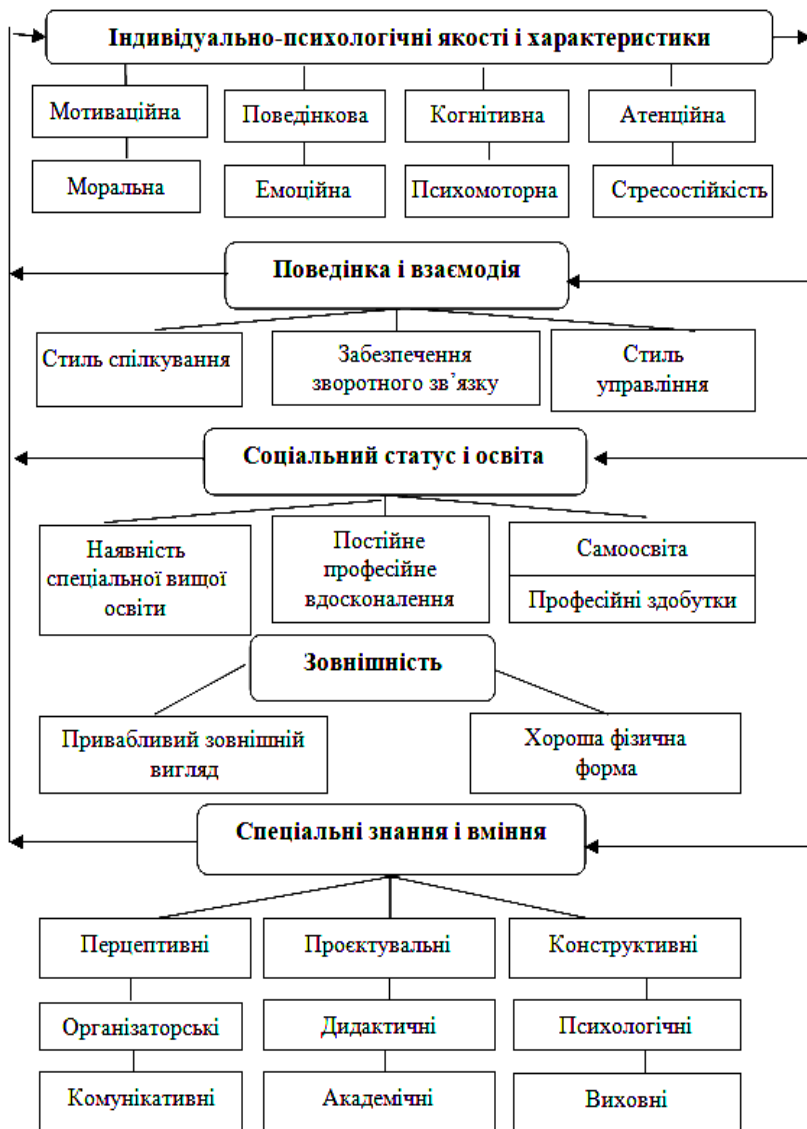 Індивідуально-психологічні якості і характеристики
Мотиваційна
Поведінкова
Когнітивна
Атенційна
Моральна
Емоційна
Психомоторна
Стресостійкість
Поведінка і взаємодія
Стиль спілкування
Забезпечення
зворотного зв’язку
Стиль
управління
Соціальний статус і освіта
Наявність
спеціальної вищої
освіти
Постійне
професійне
вдосконалення
Самоосвіта
Професійні здобутки
Зовнішність
Привабливий зовнішній
вигляд
Хороша фізична
форма
Спеціальні знання і вміння
Перцептивні
Проєктувальні
Конструктивні
Організаторські
Дидактичні
Психологічні
Комунікативні
Академічні
Виховні